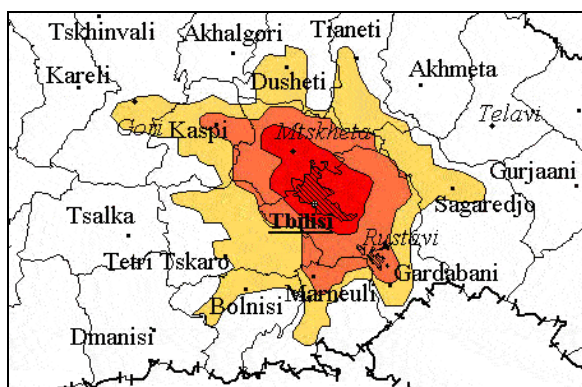 Tskhinvali
Akhalgori
Tianeti
Kareli
Dusheti
Akhmeta
Gori
Kaspi
Mtskheta
Telavi
Gurjaani
Tsalka
Tbilisi
Sagaredjo
Rustavi
Tetri Tskaro
Gardabani
Bolnisi
Marneuli
Dmanisi